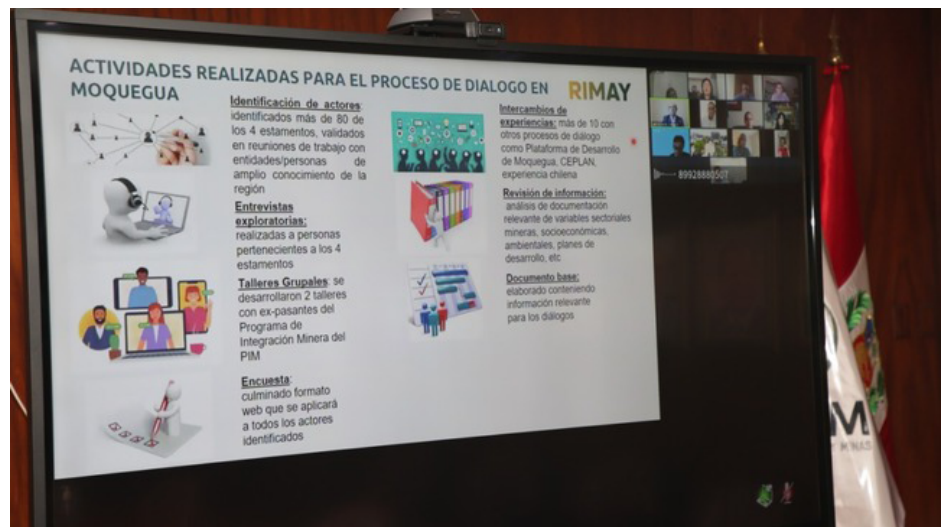 ACTIVIDADES REALIZADAS PARA EL PROCESO DE DIALOGO EN
MOQUEGUA
RIMAY
Identificación de actores:
identificados más de 80 de
los 4 estamentos, validados
en reuniones de trabajo con
entidades/personas de
amplio conocimiento de la
región
Entrevistas
exploratorias:
realizadas a personas
pertenecientes a los 4
estamentos
Talleres Grupales: se
desarrollaron 2 talleres
con ex-pasantes del
Programa de
Integración Minera del
PIM
Encuesta:
culminado formato
web que se aplicará
a todos los actores
identificados
Intercambios de
experiencias: más de 10 con
otros procesos de diálogo
como Plataforma de Desarrollo
de Moquegua, CEPLAN,
experiencia chilena
Revisión de información:
análisis de documentación
relevante de variables sectoriales
mineras, socioeconómicas,
ambientales, planes de
desarrollo, etc
Documento base:
elaborado conteniendo
información relevante
para los diálogos
89928880507
M
Y MINAS